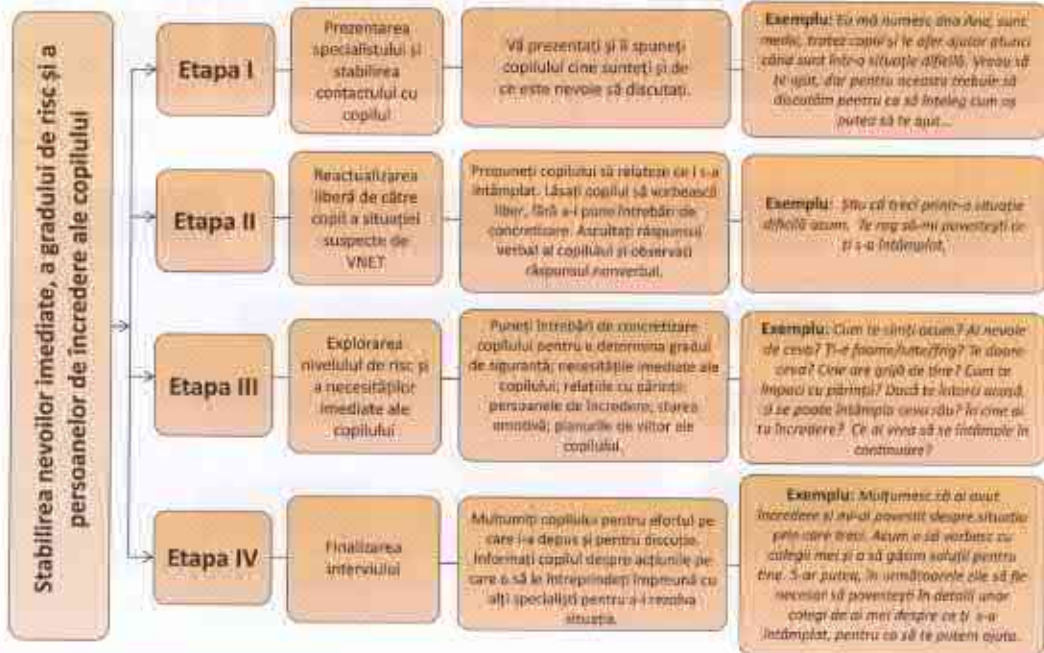 Stabilirea nevoilor imediate, a gradului de risc și a
persoanelor de încredere ale copilului
Etapa I
Prezentarea
specialistului și
stabilirea
contactului cu
copilul
Vă prezentați și îi spuneți
copilului cine sunteți și de
ce este nevoie să discutați.
Exemplu: Eu mă numesc dna Ana, sunt
medic, tratez copii și le ofer ajutor atunci
când sunt într-o situație dificilă. Vreau să
te ajut, dar pentru aceasta trebuie să
discutăm pentru ca să înțeleg cum aș
putea să te ajut...
Etapa II
Reactualizarea
liberă de către
copil a situației
suspecte de
VNET
Propuneți copilului să relateze ce i s-a
întâmplat. Lăsați copilul să vorbească
liber, fără a-i pune întrebări de
concretizare. Ascultați răspunsul
verbal al copilului și observați
răspunsul nonverbal.
Exemplu: Știu că treci printr-o situație
dificilă acum. Te rog să-mi povestești ce
ți s-a întâmplat.
Etapa III
Explorarea
nivelului de risc și
a necesităților
imediate ale
copilului
Puneți întrebări de concretizare
copilului pentru a determina gradul
de siguranță; necesitățile imediate ale
copilului; relațiile cu părinții;
persoanele de încredere; starea
emotivă; planurile de viitor ale
copilului.
Exemplu: Cum te simți acum? Ai nevoie
de ceva? Ți-e foame/sete/frig? Te doare
ceva? Cine are grijă de tine? Cum te
împaci cu părinții? Dacă te întorci acasă,
ți se poate întâmpla ceva rău? În cine ai
tu încredere? Ce ai vrea să se întâmple în
continuare?
Etapa IV
Finalizarea
interviului
Mulțumiți copilului pentru efortul pe
care l-a depus și pentru discuție.
Informați copilul despre acțiunile pe
care o să le întreprindeți împreună cu
alți specialiști pentru a-i rezolva
situația.
Exemplu: Mulțumesc că ai avut
încredere și mi-ai povestit despre situația
prin care treci. Acum o să vorbesc cu
colegii mei și o să găsim soluții pentru
tine. S-ar putea, în următoarele zile să fie
necesar să povestești în detalii unor
colegi de ai mei despre ce ți s-a
întâmplat, pentru ca să te putem ajuta.